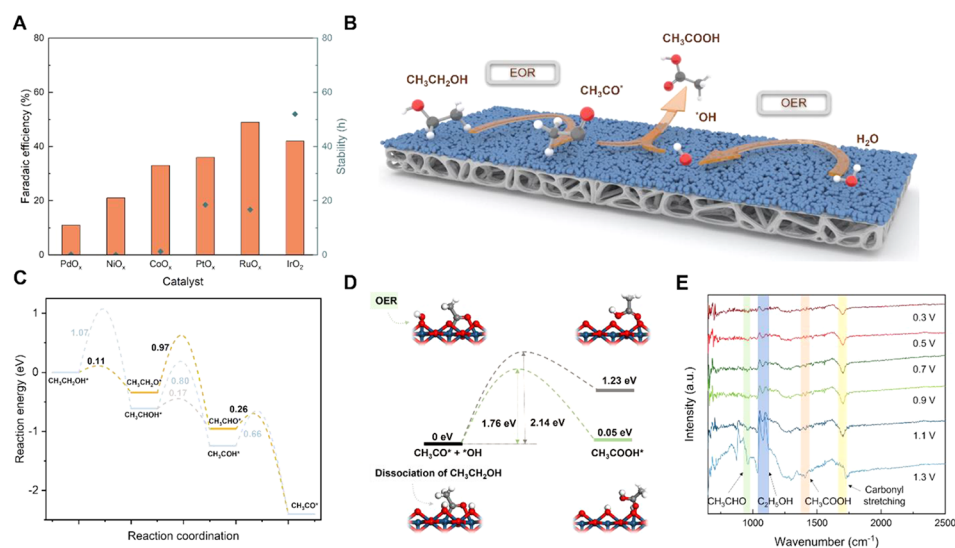 A
Faradaic efficiency (%)
80
60
40
20
0
80
60
40
20
0
Stability (h)
PdOₓ
NiOₓ
CoOₓ
PtOₓ
RuOₓ
IrO₂
Catalyst
B
CH₃CH₂OH
EOR
CH₃CO*
CH₃COOH
*OH
OER
H₂O
C
Reaction energy (eV)
1
0
-1
-2
1.07
0.11
0.97
0.80
0.17
0.26
0.66
CH₃CH₂OH*
CH₃CH₂O*
CH₃CHOH*
CH₃CHO*
CH₃COH*
CH₃CO*
Reaction coordination
D
OER
1.23 eV
1.76 eV
2.14 eV
0 eV
0.05 eV
CH₃CO* + *OH
CH₃COOH*
Dissociation of CH₃CH₂OH
E
Intensity (a.u.)
0.3 V
0.5 V
0.7 V
0.9 V
1.1 V
1.3 V
CH₃CHO
C₂H₅OH
CH₃COOH
Carbonyl
stretching
1000
1500
2000
2500
Wavenumber (cm⁻¹)